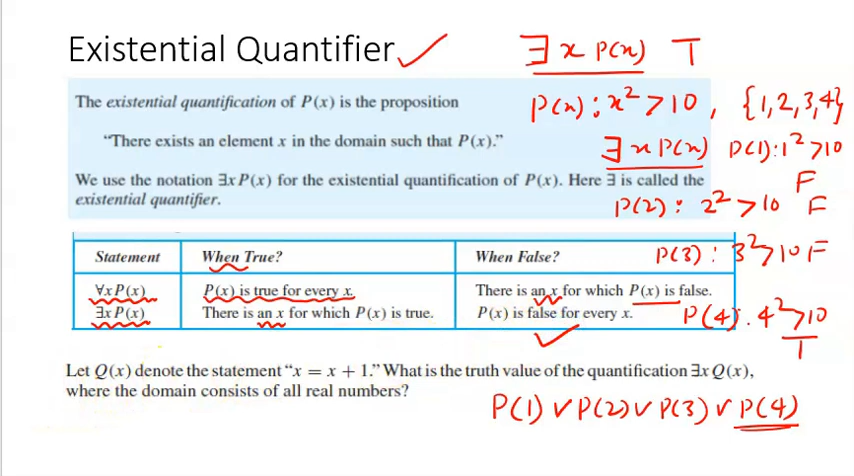 Existential Quantifier ✓
∃ x P(x) T
The existential quantification of P(x) is the proposition
"There exists an element x in the domain such that P(x)."
We use the notation ∃xP(x) for the existential quantification of P(x). Here ∃ is called the
existential quantifier.
P(x) : x² > 10 , {1,2,3,4}
∃ x P(x) P(1) : 1² > 10
F
P(2) : 2² > 10 F
P(3) : 3² > 10 F
P(4) . 4² > 10
T
Statement When True? When False?
∀xP(x) P(x) is true for every x. There is an x for which P(x) is false.
∃xP(x) There is an x for which P(x) is true. P(x) is false for every x.
✓
Let Q(x) denote the statement "x = x + 1." What is the truth value of the quantification ∃xQ(x),
where the domain consists of all real numbers?
P(1) ∨ P(2) ∨ P(3) ∨ P(4)